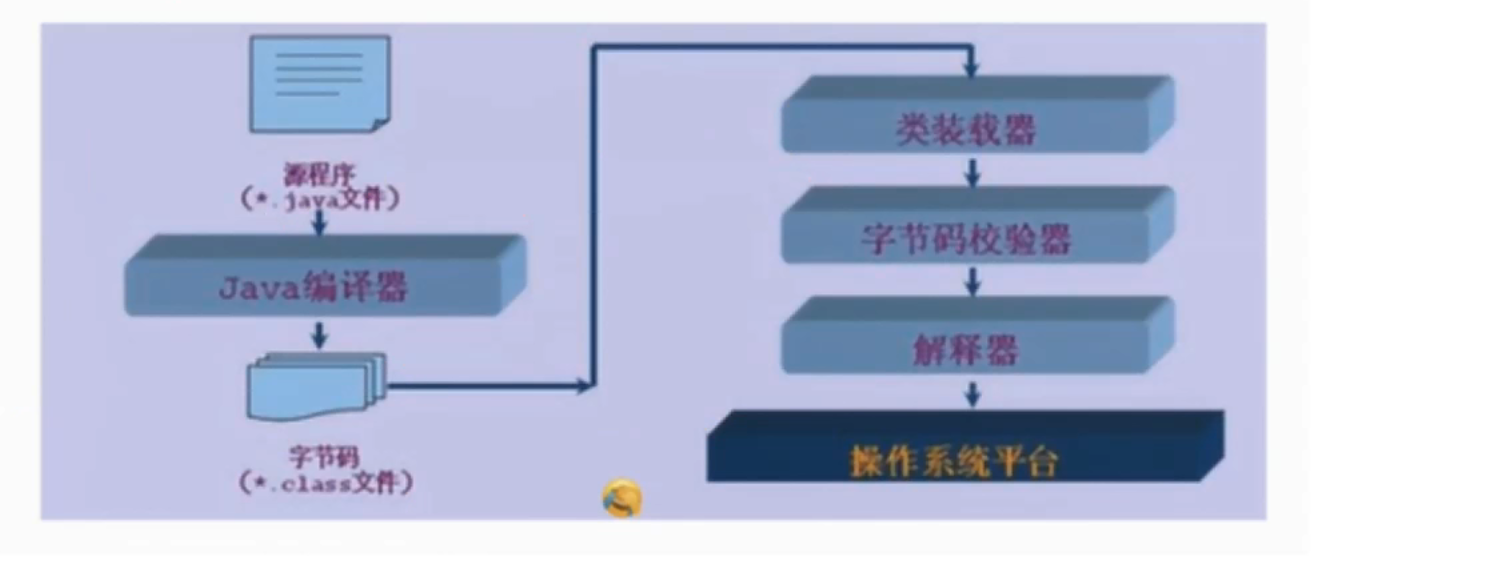 源程序
(*.java文件)
Java编译器
字节码
(*.class文件)
类装载器
字节码校验器
解释器
操作系统平台